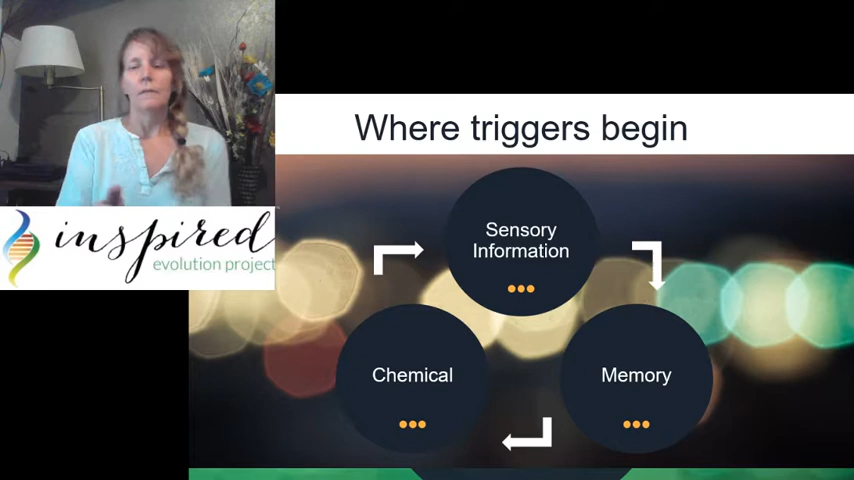 Where triggers begin
Sensory
Information
Chemical
Memory
inspired
evolution project